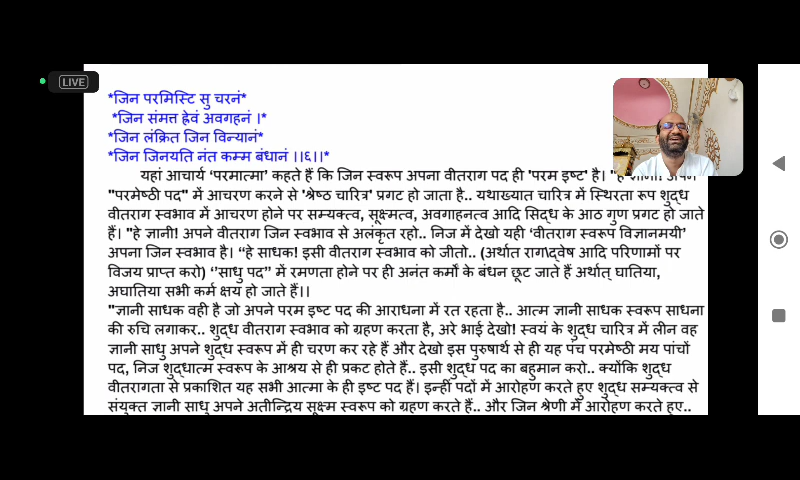 LIVE
*जिन परमिस्टि सु चरनं*
*जिन संमत्त ह्रेवं अवगहनं ।*
*जिन लंक्रित जिन विन्यानं*
*जिन जिनयति नंत कम्म बंधानं ।।६।।*
यहां आचार्य 'परमात्मा' कहते हैं कि जिन स्वरूप अपना वीतराग पद ही 'परम इष्ट' है। "हे ज्ञानी! अपने
"परमेष्ठी पद" में आचरण करने से 'श्रेष्ठ चारित्र' प्रगट हो जाता है.. यथाख्यात चारित्र में स्थिरता रूप शुद्ध
वीतराग स्वभाव में आचरण होने पर सम्यक्त्व, सूक्ष्मत्व, अवगाहनत्व आदि सिद्ध के आठ गुण प्रगट हो जाते
हैं। "हे ज्ञानी! अपने वीतराग जिन स्वभाव से अलंकृत रहो.. निज में देखो यही 'वीतराग स्वरूप विज्ञानमयी'
अपना जिन स्वभाव है। "हे साधक! इसी वीतराग स्वभाव को जीतो.. (अर्थात राग\द्वेष आदि परिणामों पर
विजय प्राप्त करो) ''साधु पद" में रमणता होने पर ही अनंत कर्मों के बंधन छूट जाते हैं अर्थात् घातिया,
अघातिया सभी कर्म क्षय हो जाते हैं।।
"ज्ञानी साधक वही है जो अपने परम इष्ट पद की आराधना में रत रहता है.. आत्म ज्ञानी साधक स्वरूप साधना
की रुचि लगाकर.. शुद्ध वीतराग स्वभाव को ग्रहण करता है, अरे भाई देखो! स्वयं के शुद्ध चारित्र में लीन वह
ज्ञानी साधु अपने शुद्ध स्वरूप में ही चरण कर रहे हैं और देखो इस पुरुषार्थ से ही यह पंच परमेष्ठी मय पांचों
पद, निज शुद्धात्म स्वरूप के आश्रय से ही प्रकट होते हैं.. इसी शुद्ध पद का बहुमान करो.. क्योंकि शुद्ध
वीतरागता से प्रकाशित यह सभी आत्मा के ही इष्ट पद हैं। इन्हीं पदों में आरोहण करते हुए शुद्ध सम्यक्त्व से
संयुक्त ज्ञानी साधु अपने अतीन्द्रिय सूक्ष्म स्वरूप को ग्रहण करते हैं.. और जिन श्रेणी में आरोहण करते हुए..